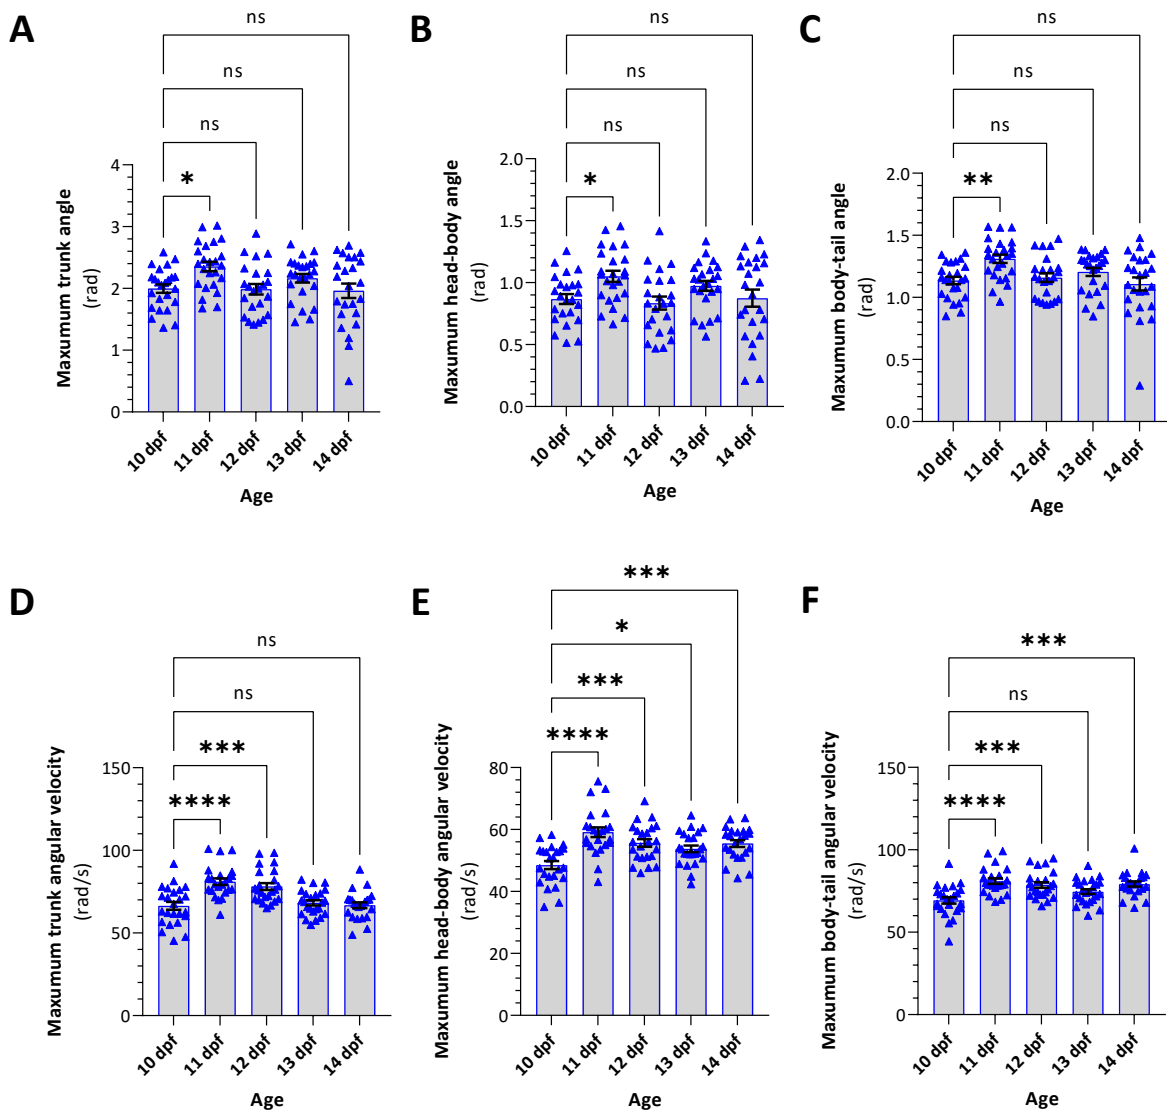 A
ns
ns
ns
*
Maxumum trunk angle
(rad)
4
3
2
1
0
10 dpf
11 dpf
12 dpf
13 dpf
14 dpf
Age
B
ns
ns
ns
*
Maxumum head-body angle
(rad)
2.0
1.5
1.0
0.5
0.0
10 dpf
11 dpf
12 dpf
13 dpf
14 dpf
Age
C
ns
ns
ns
**
Maxumum body-tail angle
(rad)
2.0
1.5
1.0
0.5
0.0
10 dpf
11 dpf
12 dpf
13 dpf
14 dpf
Age
D
ns
ns
***
****
Maxumum trunk angular velocity
(rad/s)
150
100
50
0
10 dpf
11 dpf
12 dpf
13 dpf
14 dpf
Age
E
***
*
***
****
Maxumum head-body angular velocity
(rad/s)
80
60
40
20
0
10 dpf
11 dpf
12 dpf
13 dpf
14 dpf
Age
F
***
ns
***
****
Maxumum body-tail angular velocity
(rad/s)
150
100
50
0
10 dpf
11 dpf
12 dpf
13 dpf
14 dpf
Age